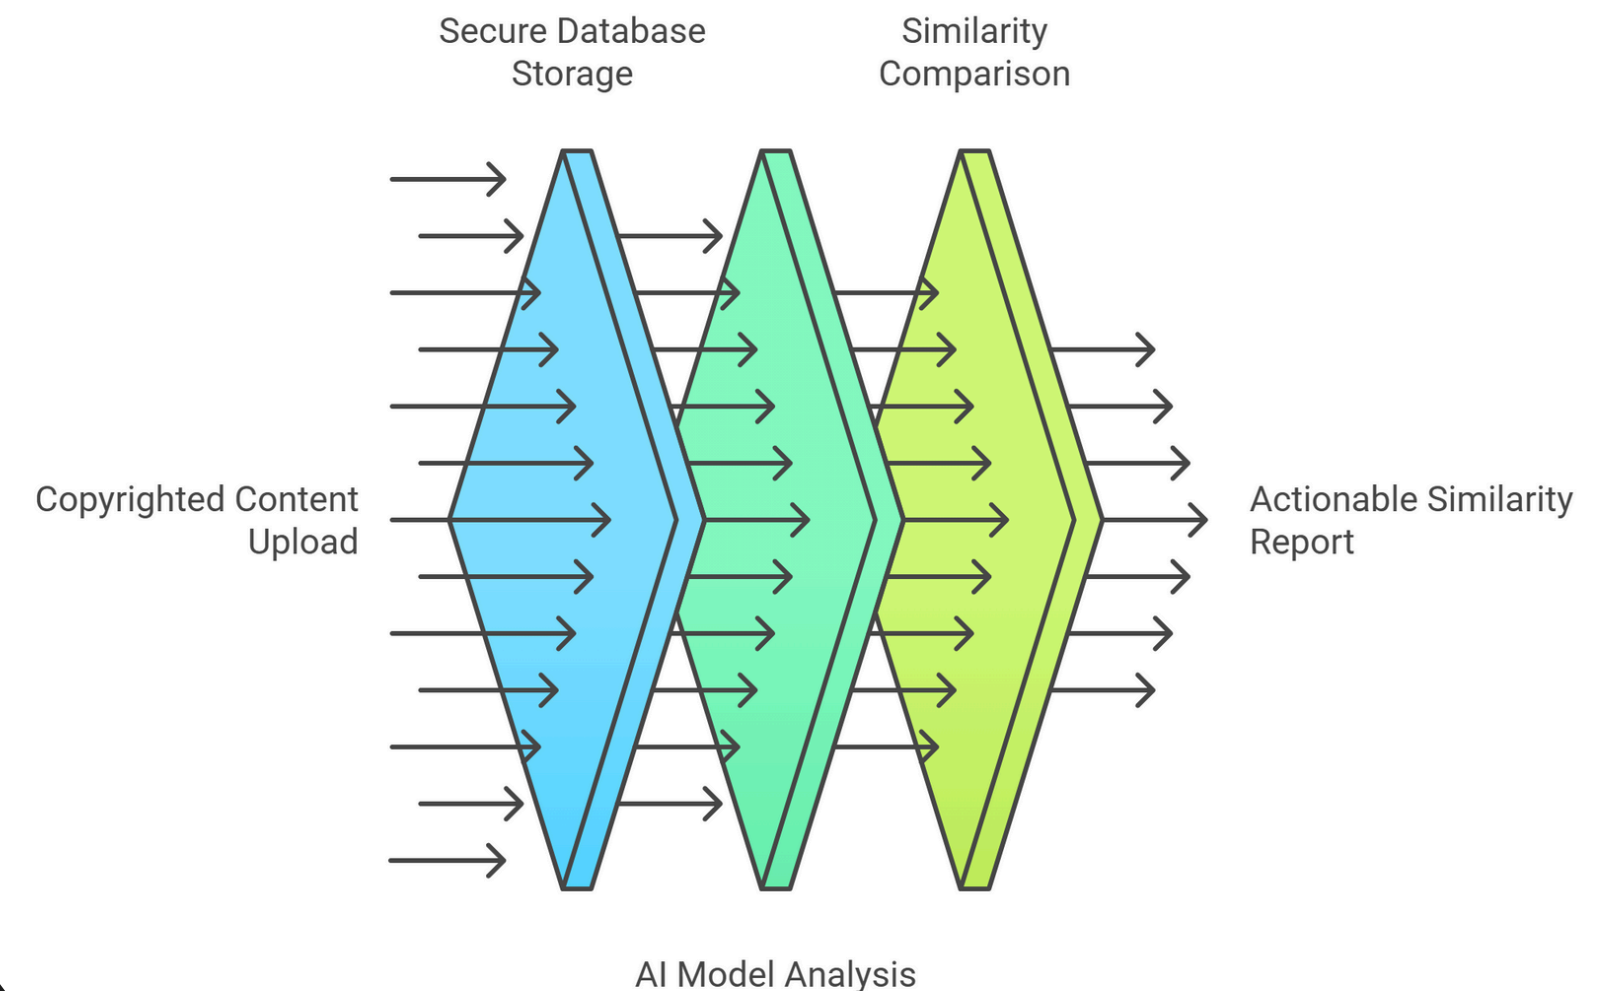 Secure Database
Storage
Similarity
Comparison
Copyrighted Content
Upload
Actionable Similarity
Report
AI Model Analysis